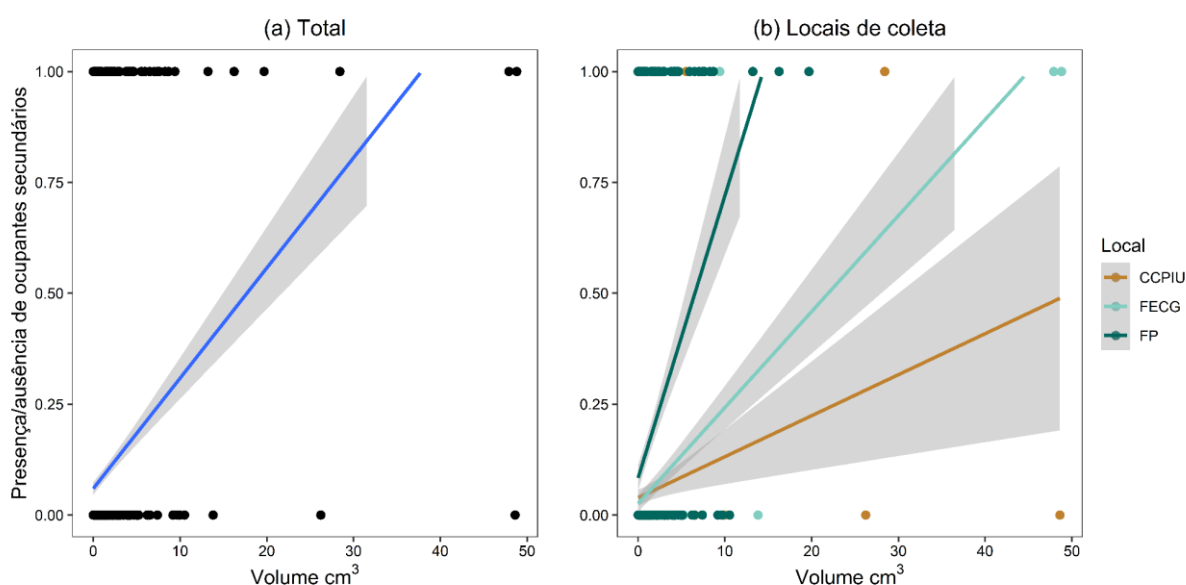 (a) Total
(b) Locais de coleta
Presença/ausência de ocupantes secundários
1.00
0.75
0.50
0.25
0.00
0 10 20 30 40 50
Volume cm³
1.00
0.75
0.50
0.25
0.00
0 10 20 30 40 50
Volume cm³
Local
CCPIU
FECG
FP